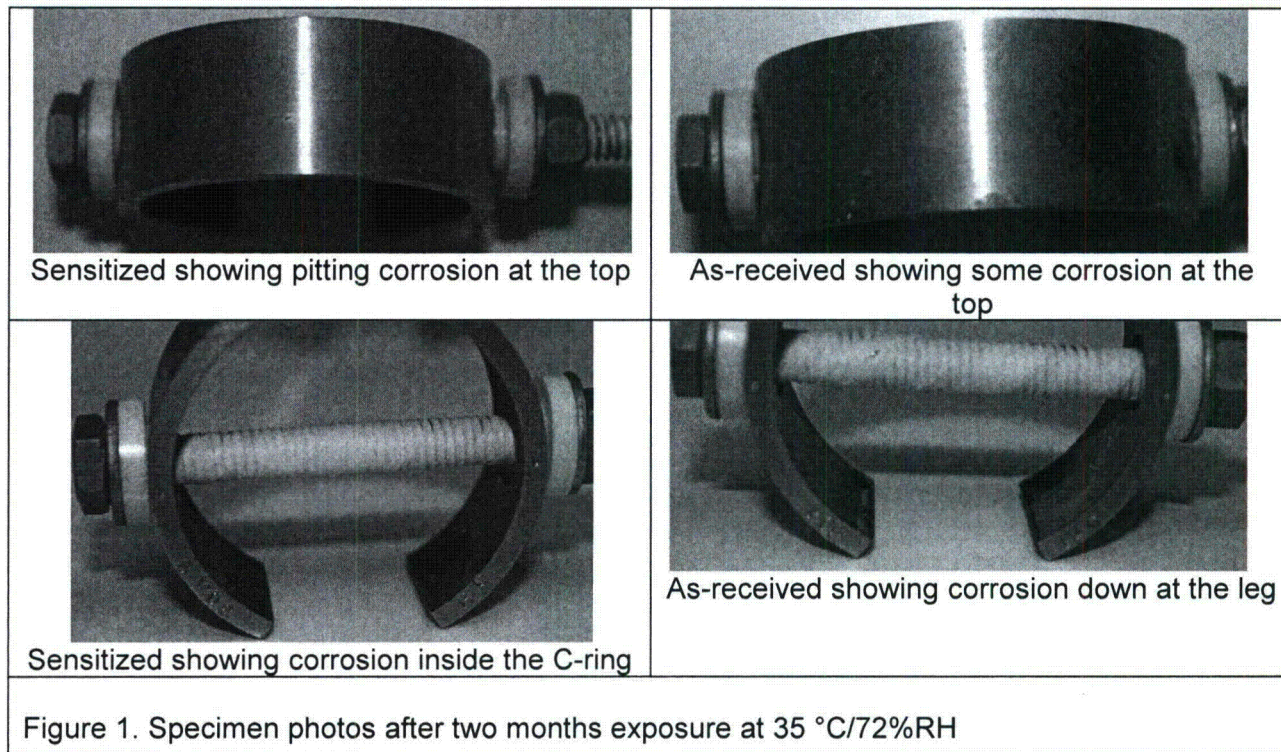 Sensitized showing pitting corrosion at the top
As-received showing some corrosion at the
top
Sensitized showing corrosion inside the C-ring
As-received showing corrosion down at the leg
Figure 1. Specimen photos after two months exposure at 35 °C/72%RH